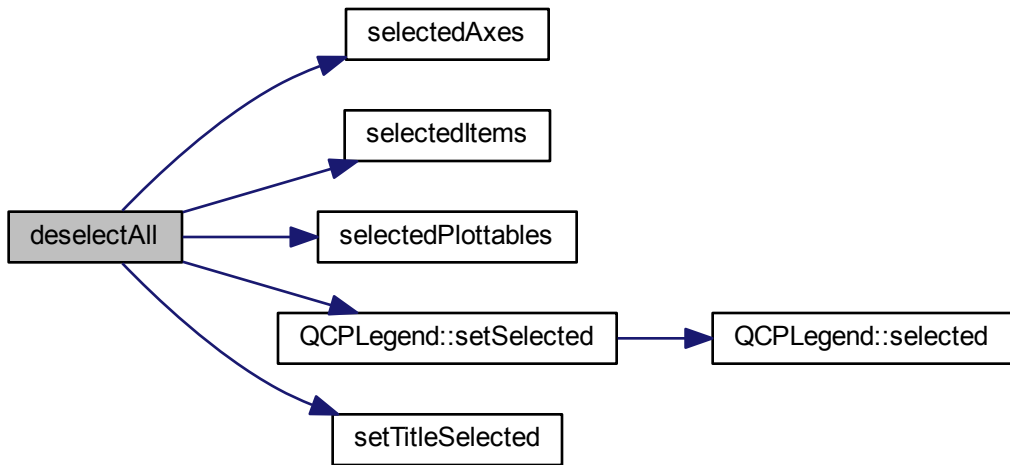 selectedAxes
selectedItems
deselectAll
selectedPlottables
QCPLegend::setSelected
QCPLegend::selected
setTitleSelected